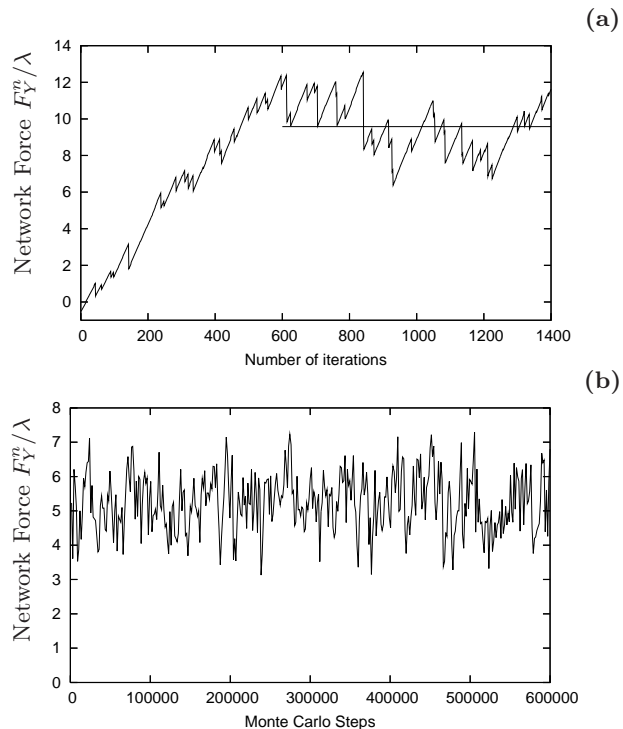 (a)
Network Force F_Y^n/λ
14
12
10
8
6
4
2
0
0 200 400 600 800 1000 1200 1400
Number of iterations
(b)
Network Force F_Y^n/λ
8
7
6
5
4
3
2
1
0
0 100000 200000 300000 400000 500000 600000
Monte Carlo Steps